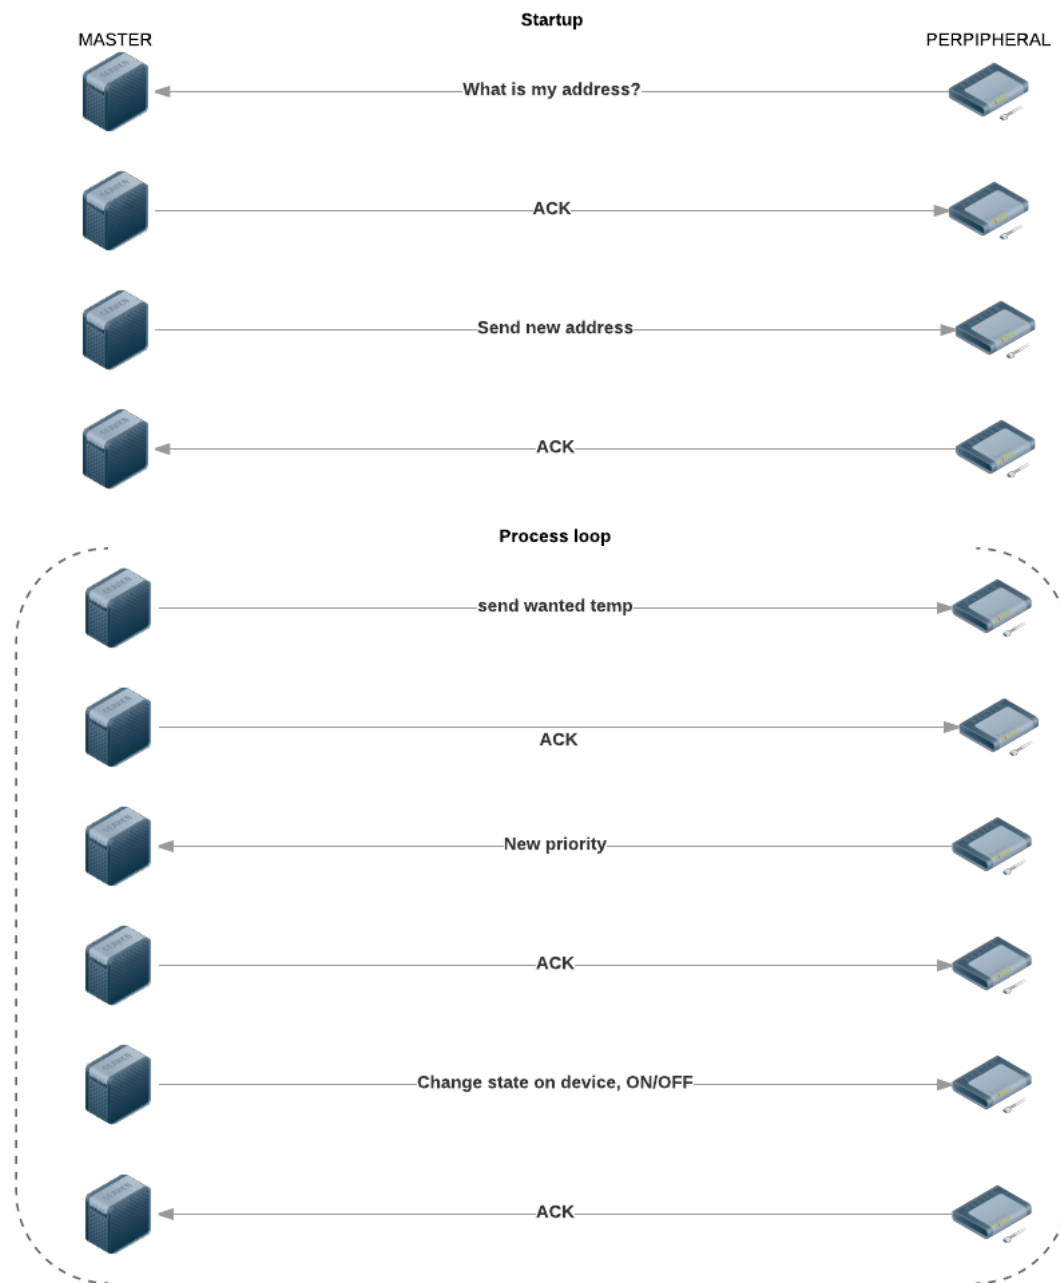 Startup
MASTER
PERPIPHERAL
What is my address?
ACK
Send new address
ACK
Process loop
send wanted temp
ACK
New priority
ACK
Change state on device, ON/OFF
ACK